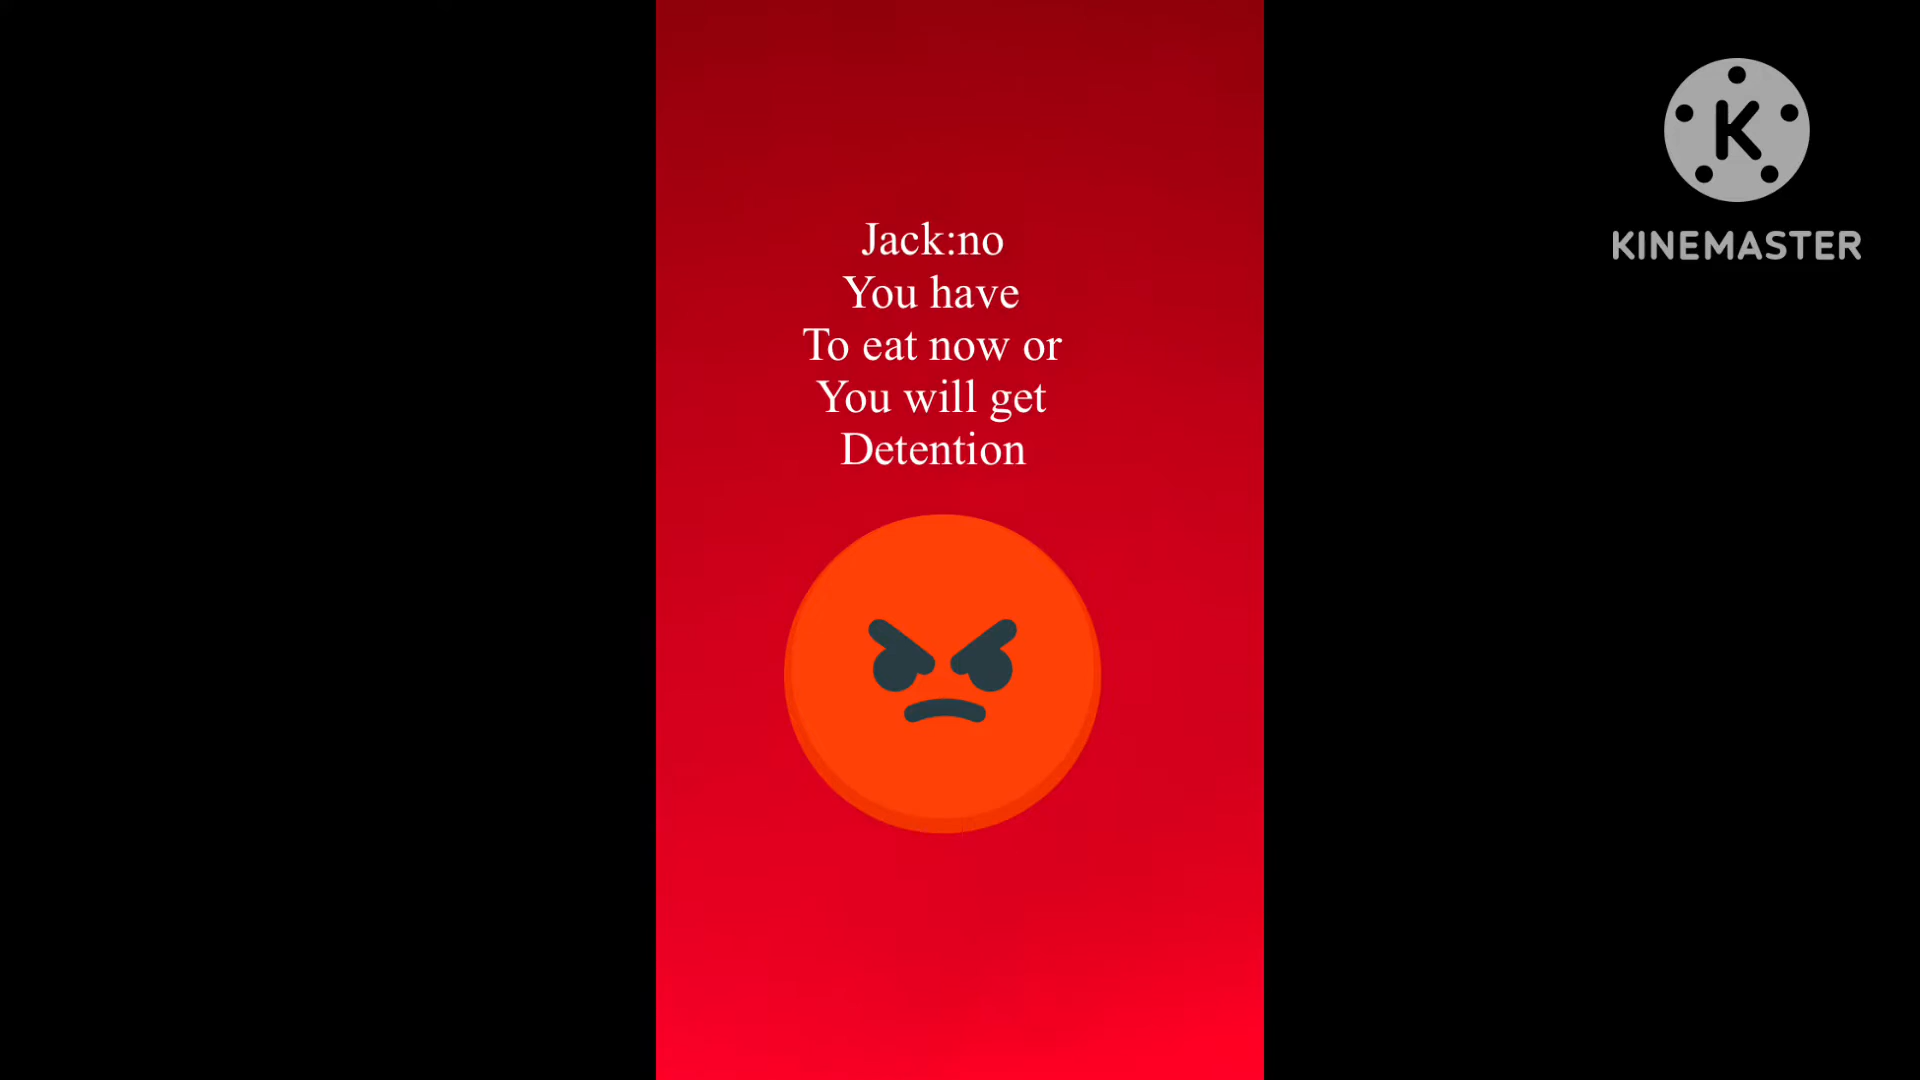 Jack:no
You have
To eat now or
You will get
Detention
K
KINEMASTER